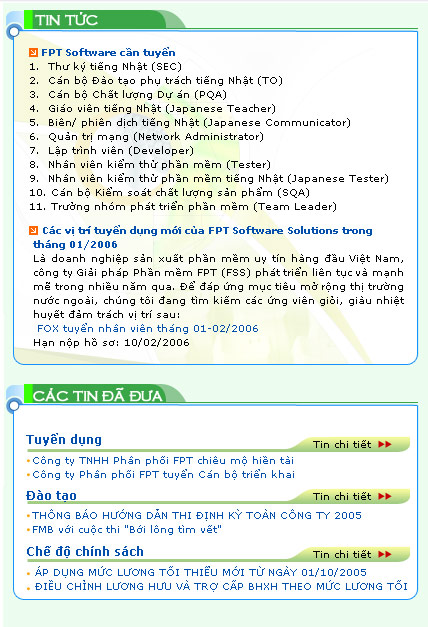 TIN TỨC
FPT Software cần tuyển
1. Thư ký tiếng Nhật (SEC)
2. Cán bộ Đào tạo phụ trách tiếng Nhật (TO)
3. Cán bộ Chất lượng Dự án (PQA)
4. Giáo viên tiếng Nhật (Japanese Teacher)
5. Biên/ phiên dịch tiếng Nhật (Japanese Communicator)
6. Quản trị mạng (Network Administrator)
7. Lập trình viên (Developer)
8. Nhân viên kiểm thử phần mềm (Tester)
9. Nhân viên kiểm thử phần mềm tiếng Nhật (Japanese Tester)
10. Cán bộ Kiểm soát chất lượng sản phẩm (SQA)
11. Trưởng nhóm phát triển phần mềm (Team Leader)
Các vị trí tuyển dụng mới của FPT Software Solutions trong
tháng 01/2006
Là doanh nghiệp sản xuất phần mềm uy tín hàng đầu Việt Nam,
công ty Giải pháp Phần mềm FPT (FSS) phát triển liên tục và mạnh
mẽ trong nhiều năm qua. Để đáp ứng mục tiêu mở rộng thị trường
nước ngoài, chúng tôi đang tìm kiếm các ứng viên giỏi, giàu nhiệt
huyết đảm trách vị trí sau:
FOX tuyển nhân viên tháng 01-02/2006
Hạn nộp hồ sơ: 10/02/2006
CÁC TIN ĐÃ ĐƯA
Tuyển dụng
Tin chi tiết
Công ty TNHH Phân phối FPT chiêu mộ hiền tài
Công ty Phân phối FPT tuyển Cán bộ triển khai
Đào tạo
Tin chi tiết
THÔNG BÁO HƯỚNG DẪN THI ĐỊNH KỲ TOÀN CÔNG TY 2005
FMB với cuộc thi "Bới lông tìm vết"
Chế độ chính sách
Tin chi tiết
ÁP DỤNG MỨC LƯƠNG TỐI THIỂU MỚI TỪ NGÀY 01/10/2005
ĐIỀU CHỈNH LƯƠNG HƯU VÀ TRỢ CẤP BHXH THEO MỨC LƯƠNG TỐI